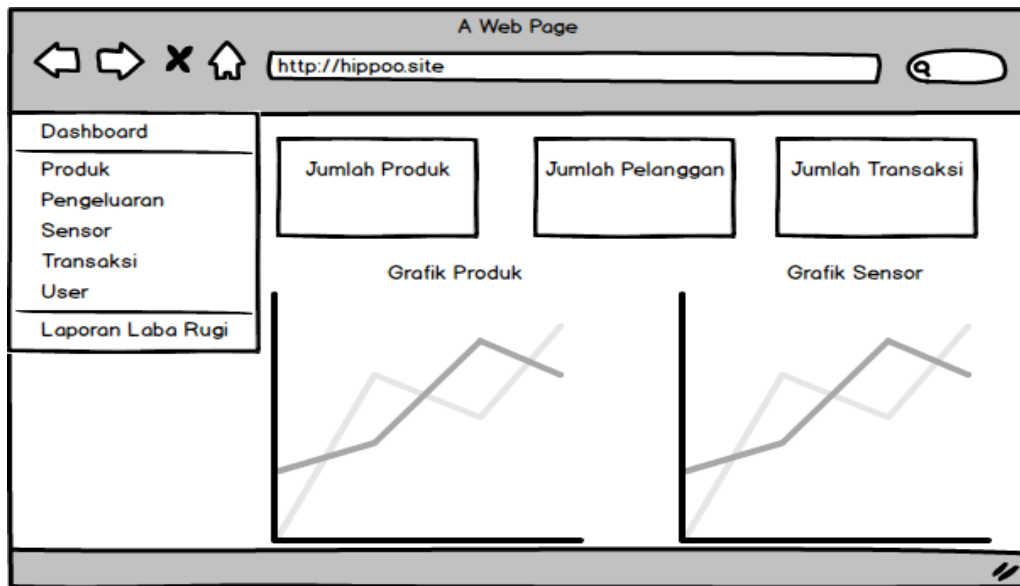 A Web Page
http://hippoo.site
Dashboard
Produk
Pengeluaran
Sensor
Transaksi
User
Laporan Laba Rugi
Jumlah Produk
Jumlah Pelanggan
Jumlah Transaksi
Grafik Produk
Grafik Sensor